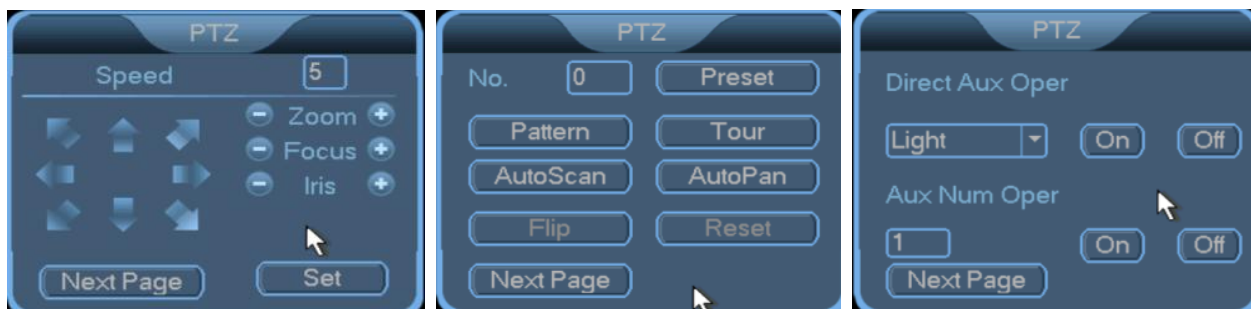 PTZ
Speed 5
Zoom
Focus
Iris
Next Page Set
PTZ
No. 0 Preset
Pattern Tour
AutoScan AutoPan
Flip Reset
Next Page
PTZ
Direct Aux Oper
Light On Off
Aux Num Oper
1 On Off
Next Page